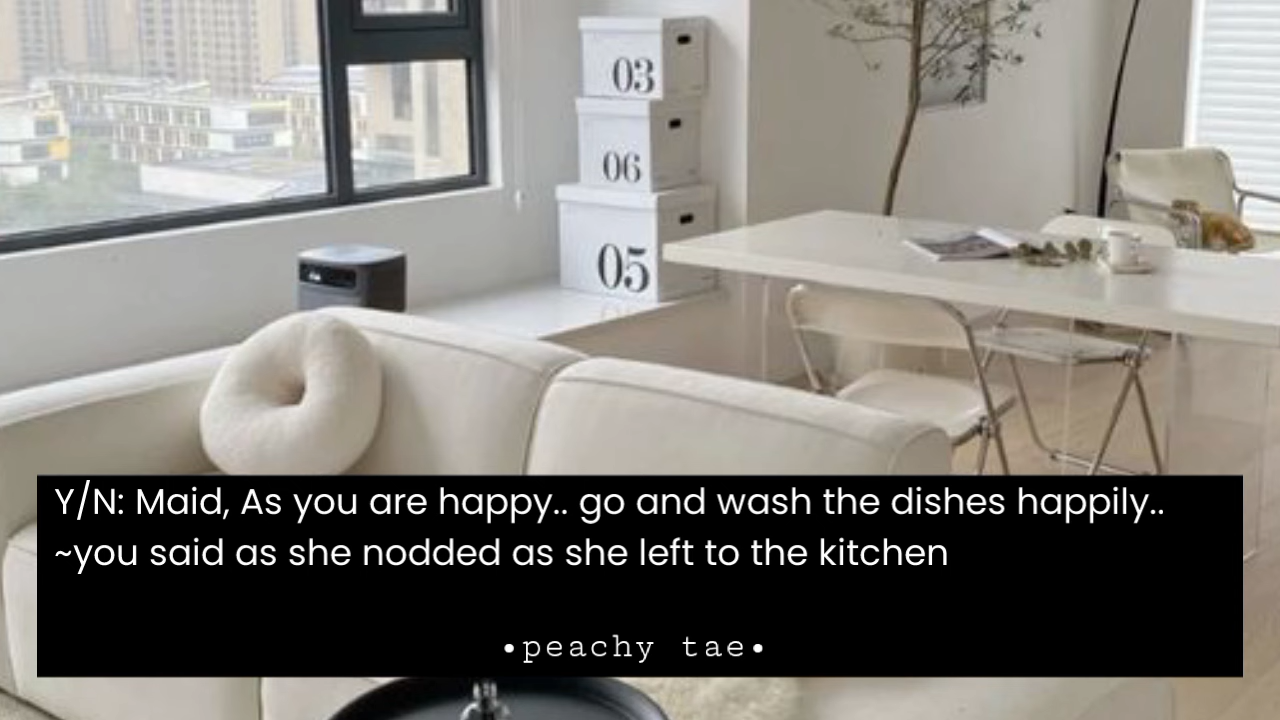 03
06
05
Y/N: Maid, As you are happy.. go and wash the dishes happily..
~you said as she nodded as she left to the kitchen
•peachy tae•